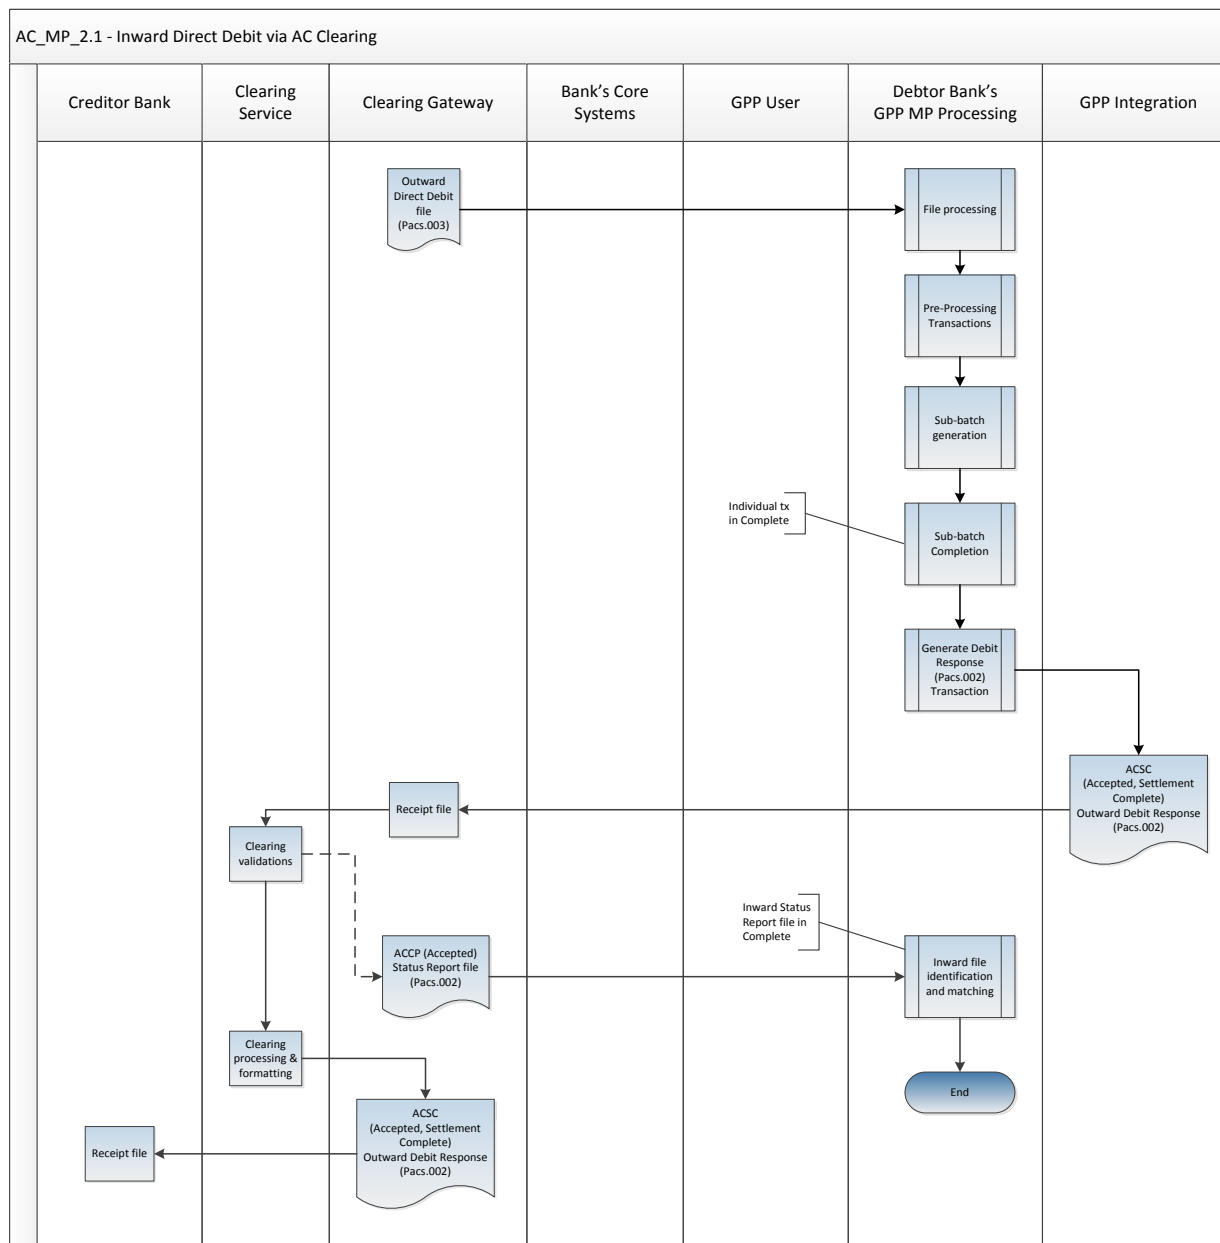 AC_MP_2.1 - Inward Direct Debit via AC Clearing
Creditor Bank
Clearing
Service
Clearing Gateway
Bank's Core
Systems
GPP User
Debtor Bank's
GPP MP Processing
GPP Integration
Outward
Direct Debit
file
(Pacs.003)
File processing
Pre-Processing
Transactions
Sub-batch
generation
Individual tx
in Complete
Sub-batch
Completion
Generate Debit
Response
(Pacs.002)
Transaction
ACSC
(Accepted, Settlement
Complete)
Outward Debit Response
(Pacs.002)
Receipt file
Clearing
validations
Inward Status
Report file in
Complete
ACCP (Accepted)
Status Report file
(Pacs.002)
Inward file
identification
and matching
Clearing
processing &
formatting
End
ACSC
(Accepted, Settlement
Complete)
Outward Debit Response
(Pacs.002)
Receipt file